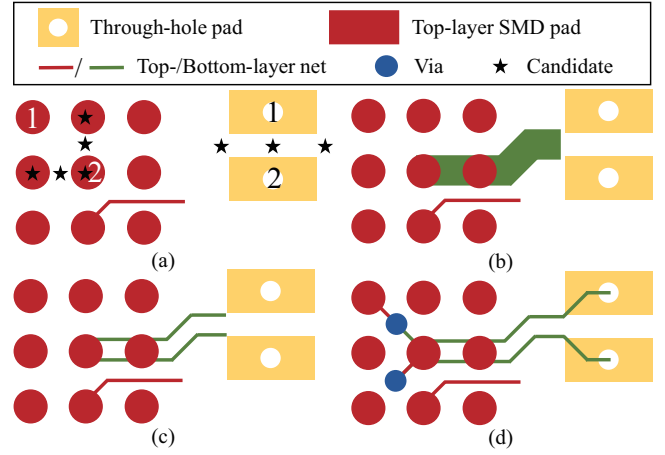 Through-hole pad Top-layer SMD pad
/ Top-/Bottom-layer net Via Candidate
1 1
2 2
(a) (b)
(c) (d)